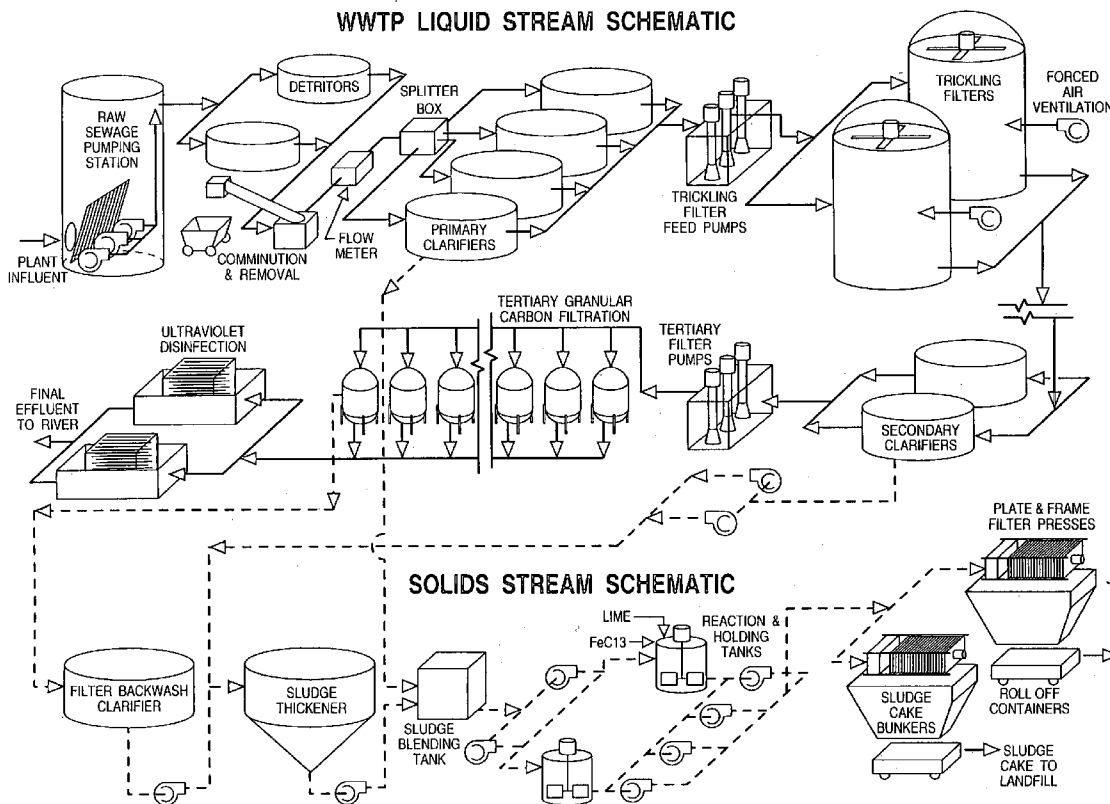 WWTP LIQUID STREAM SCHEMATIC
RAW
SEWAGE
PUMPING
STATION
PLANT
INFLUENT
DETRITORS
COMMINUTION
& REMOVAL
FLOW
METER
SPLITTER
BOX
PRIMARY
CLARIFIERS
TRICKLING
FILTER
FEED PUMPS
TRICKLING
FILTERS
FORCED
AIR
VENTILATION
ULTRAVIOLET
DISINFECTION
FINAL
EFFLUENT
TO RIVER
TERTIARY GRANULAR
CARBON FILTRATION
TERTIARY
FILTER
PUMPS
SECONDARY
CLARIFIERS
SOLIDS STREAM SCHEMATIC
FILTER BACKWASH
CLARIFIER
SLUDGE
THICKENER
SLUDGE
BLENDING
TANK
LIME
FeC13
REACTION &
HOLDING
TANKS
PLATE & FRAME
FILTER PRESSES
SLUDGE
CAKE
BUNKERS
ROLL OFF
CONTAINERS
SLUDGE
CAKE TO
LANDFILL